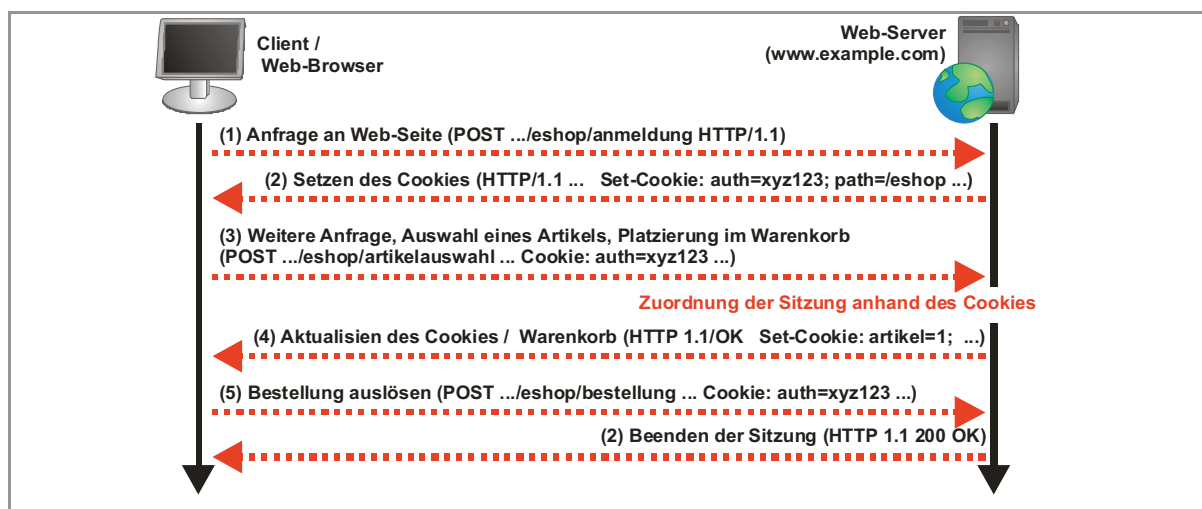 Client /
Web-Browser
Web-Server
(www.example.com)
(1) Anfrage an Web-Seite (POST .../eshop/anmeldung HTTP/1.1)
(2) Setzen des Cookies (HTTP/1.1 ... Set-Cookie: auth=xyz123; path=/eshop ...)
(3) Weitere Anfrage, Auswahl eines Artikels, Platzierung im Warenkorb
(POST .../eshop/artikelauswahl ... Cookie: auth=xyz123 ...)
Zuordnung der Sitzung anhand des Cookies
(4) Aktualisien des Cookies / Warenkorb (HTTP 1.1/OK Set-Cookie: artikel=1; ...)
(5) Bestellung auslösen (POST .../eshop/bestellung ... Cookie: auth=xyz123 ...)
(2) Beenden der Sitzung (HTTP 1.1 200 OK)